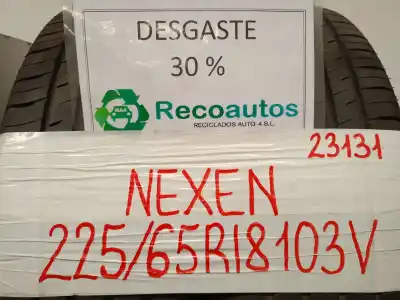 DESGASTE
30 %
Recoautos
RECICLADOS AUTO 4 S.L.
23131
NEXEN
225/65R18103V